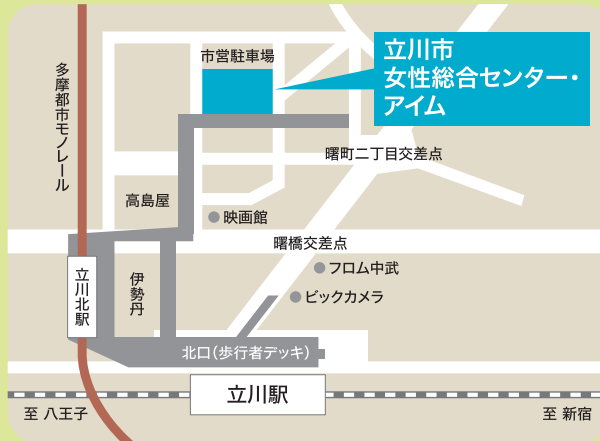 市営駐車場
立川市
女性総合センター・
アイム
多摩都市モノレール
曙町二丁目交差点
高島屋
映画館
曙橋交差点
フロム中武
立川北駅
伊勢丹
ビックカメラ
北口（歩行者デッキ）
立川駅
至 八王子
至 新宿